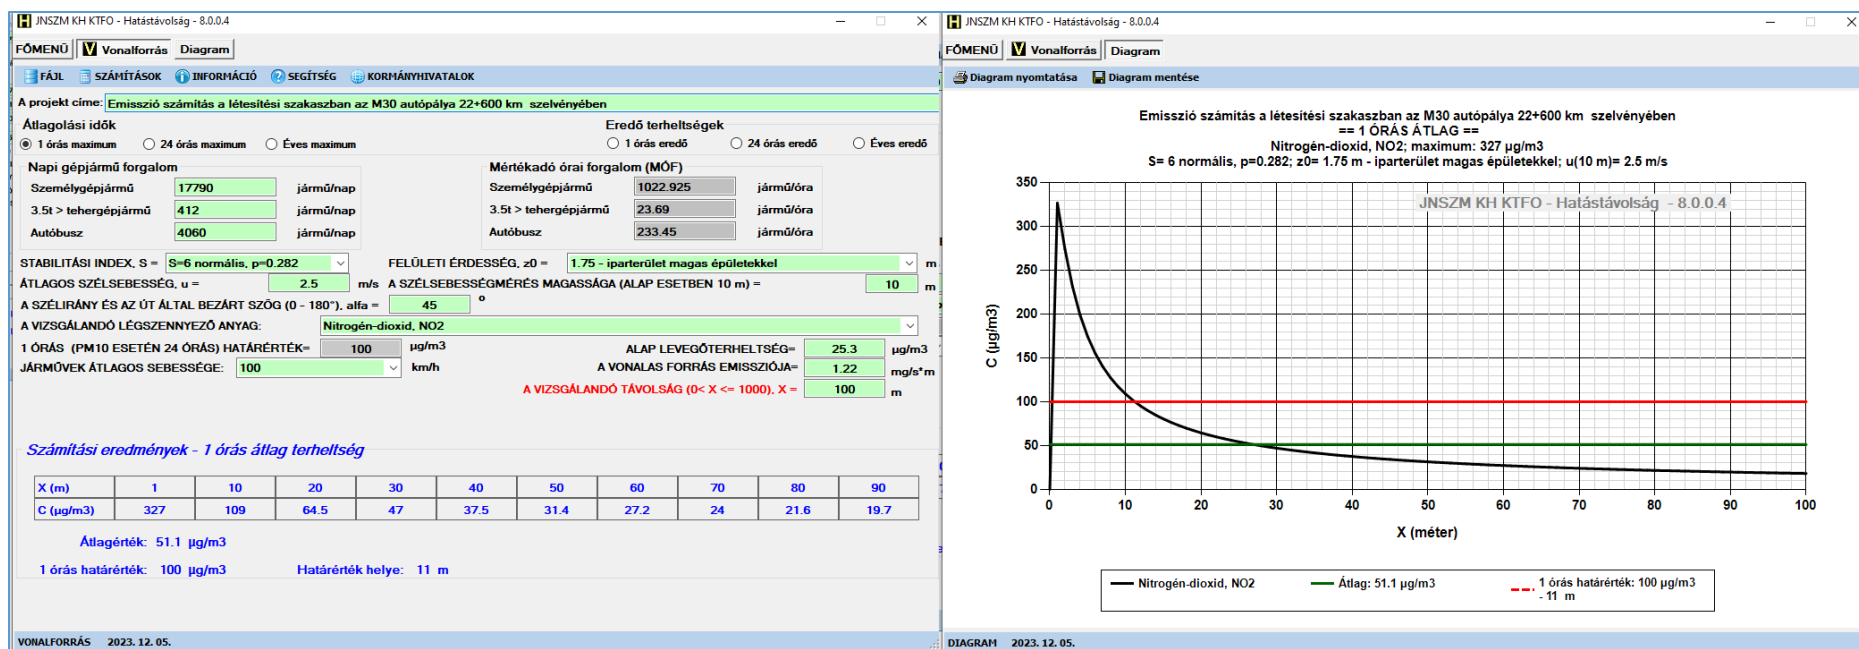 JNSZM KH KTFO - Hatástávolság - 8.0.0.4
FŐMENÜ V Vonalforrás Diagram
FÁJL SZÁMÍTÁSOK INFORMÁCIÓ SEGÍTSÉG KORMÁNYHIVATALOK
A projekt címe: Emisszió számítás a létesítési szakaszban az M30 autópálya 22+600 km szelvényében
Átlagolási idők
1 órás maximum 24 órás maximum Éves maximum
Eredő terheltségek
1 órás eredő 24 órás eredő Éves eredő
Napi gépjármű forgalom
Személygépjármű 17790 jármű/nap
3.5t > tehergépjármű 412 jármű/nap
Autóbusz 4060 jármű/nap
Mértékadó órai forgalom (MÓF)
Személygépjármű 1022.925 jármű/óra
3.5t > tehergépjármű 23.69 jármű/óra
Autóbusz 233.45 jármű/óra
STABILITÁSI INDEX, S = S=6 normális, p=0.282 FELÜLETI ÉRDESSÉG, z0 = 1.75 - iparterület magas épületekkel m
ÁTLAGOS SZÉLSEBESSÉG, u = 2.5 m/s A SZÉLSEBESSÉGMÉRÉS MAGASSÁGA (ALAP ESETBEN 10 m) = 10 m
A SZÉLIRÁNY ÉS AZ ÚT ÁLTAL BEZÁRT SZÖG (0 - 180°), alfa = 45 o
A VIZSGÁLANDÓ LÉGSZENNYEZŐ ANYAG: Nitrogén-dioxid, NO2
1 ÓRÁS (PM10 ESETÉN 24 ÓRÁS) HATÁRÉRTÉK= 100 µg/m3 ALAP LEVEGŐTERHELTSÉG= 25.3 µg/m3
JÁRMŰVEK ÁTLAGOS SEBESSÉGE: 100 km/h A VONALAS FORRÁS EMISSZIÓJA= 1.22 mg/s*m
A VIZSGÁLANDÓ TÁVOLSÁG (0< X <= 1000), X = 100 m
Számítási eredmények - 1 órás átlag terheltség
X (m) 1 10 20 30 40 50 60 70 80 90
C (µg/m3) 327 109 64.5 47 37.5 31.4 27.2 24 21.6 19.7
Átlagérték: 51.1 µg/m3
1 órás határérték: 100 µg/m3 Határérték helye: 11 m
VONALFORRÁS 2023. 12. 05.
JNSZM KH KTFO - Hatástávolság - 8.0.0.4
FŐMENÜ V Vonalforrás Diagram
Diagram nyomtatása Diagram mentése
Emisszió számítás a létesítési szakaszban az M30 autópálya 22+600 km szelvényében
== 1 ÓRÁS ÁTLAG ==
Nitrogén-dioxid, NO2; maximum: 327 µg/m3
S= 6 normális, p=0.282; z0= 1.75 m - iparterület magas épületekkel; u(10 m)= 2.5 m/s
JNSZM KH KTFO - Hatástávolság - 8.0.0.4
C (µg/m3)
350
300
250
200
150
100
50
0
0 10 20 30 40 50 60 70 80 90 100
X (méter)
Nitrogén-dioxid, NO2 Átlag: 51.1 µg/m3 1 órás határérték: 100 µg/m3
- 11 m
DIAGRAM 2023. 12. 05.